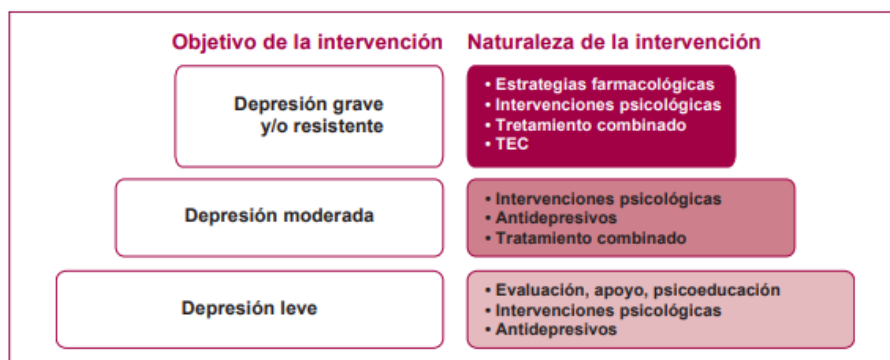 Objetivo de la intervención
Naturaleza de la intervención
Depresión grave
y/o resistente
• Estrategias farmacológicas
• Intervenciones psicológicas
• Tretamiento combinado
• TEC
Depresión moderada
• Intervenciones psicológicas
• Antidepresivos
• Tratamiento combinado
Depresión leve
• Evaluación, apoyo, psicoeducación
• Intervenciones psicológicas
• Antidepresivos